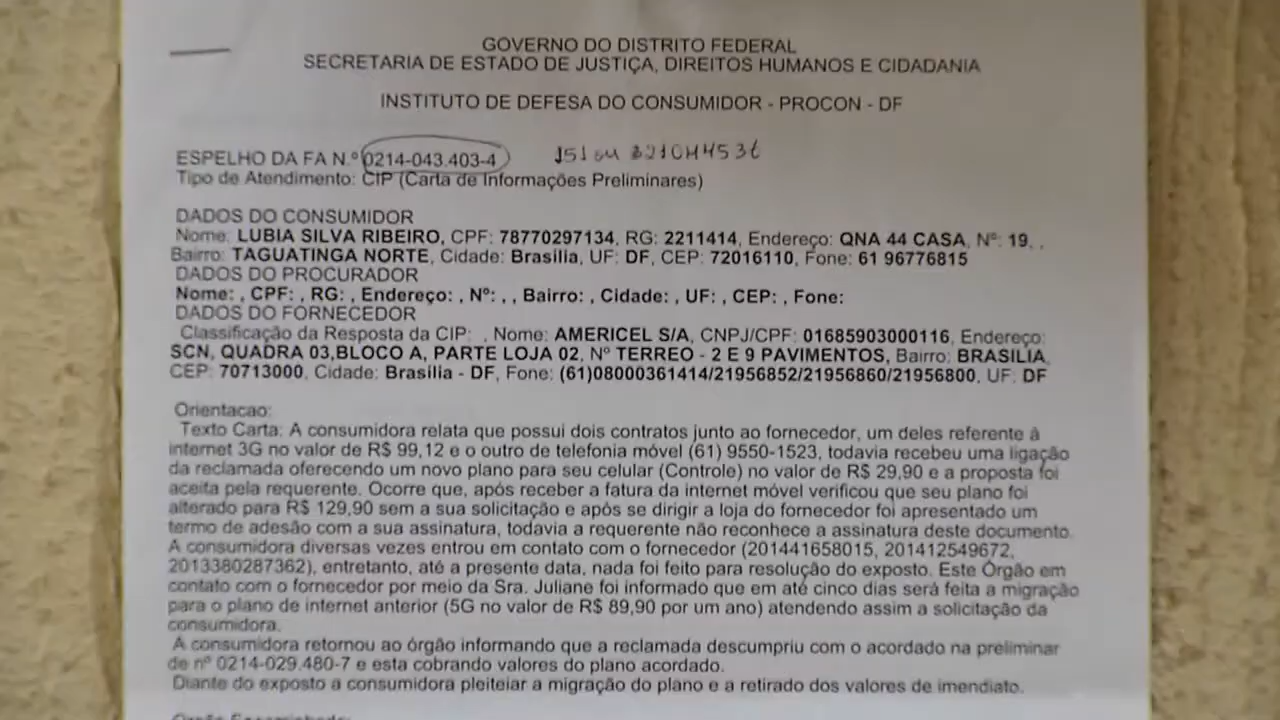 GOVERNO DO DISTRITO FEDERAL
SECRETARIA DE ESTADO DE JUSTIÇA, DIREITOS HUMANOS E CIDADANIA
INSTITUTO DE DEFESA DO CONSUMIDOR - PROCON - DF
ESPELHO DA FA N.º 0214-043.403-4
Tipo de Atendimento: CIP (Carta de Informações Preliminares)
DADOS DO CONSUMIDOR
Nome: LUBIA SILVA RIBEIRO, CPF: 78770297134, RG: 2211414, Endereço: QNA 44 CASA, Nº: 19, ,
Bairro: TAGUATINGA NORTE, Cidade: Brasilia, UF: DF, CEP: 72016110, Fone: 61 96776815
DADOS DO PROCURADOR
Nome: , CPF: , RG: , Endereço: , Nº: , , Bairro: , Cidade: , UF: , CEP: , Fone:
DADOS DO FORNECEDOR
Classificação da Resposta da CIP: , Nome: AMERICEL S/A, CNPJ/CPF: 01685903000116, Endereço:
SCN, QUADRA 03,BLOCO A, PARTE LOJA 02, Nº TERREO - 2 E 9 PAVIMENTOS, Bairro: BRASILIA,
CEP: 70713000, Cidade: Brasilia - DF, Fone: (61)08000361414/21956852/21956860/21956800, UF: DF
Orientacao:
Texto Carta: A consumidora relata que possui dois contratos junto ao fornecedor, um deles referente à
internet 3G no valor de R$ 99,12 e o outro de telefonia móvel (61) 9550-1523, todavia recebeu uma ligação
da reclamada oferecendo um novo plano para seu celular (Controle) no valor de R$ 29,90 e a proposta foi
aceita pela requerente. Ocorre que, após receber a fatura da internet móvel verificou que seu plano foi
alterado para R$ 129,90 sem a sua solicitação e após se dirigir a loja do fornecedor foi apresentado um
termo de adesão com a sua assinatura, todavia a requerente não reconhece a assinatura deste documento.
A consumidora diversas vezes entrou em contato com o fornecedor (201441658015, 201412549672,
2013380287362), entretanto, até a presente data, nada foi feito para resolução do exposto. Este Órgão em
contato com o fornecedor por meio da Sra. Juliane foi informado que em até cinco dias será feita a migração
para o plano de internet anterior (5G no valor de R$ 89,90 por um ano) atendendo assim a solicitação da
consumidora.
A consumidora retornou ao órgão informando que a reclamada descumpriu com o acordado na preliminar
de nº 0214-029.480-7 e esta cobrando valores do plano acordado.
Diante do exposto a consumidora pleiteiar a migração do plano e a retirado dos valores de imendiato.